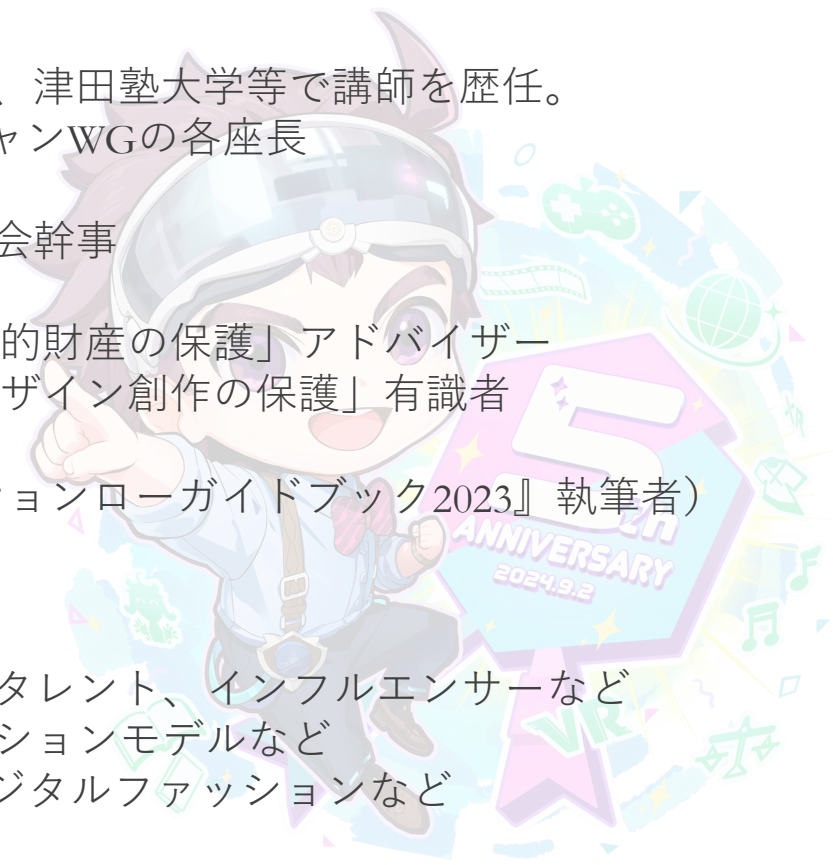 、津田塾大学等で講師を歴任。
ャンWGの各座長
会幹事
的財産の保護」アドバイザー
ザイン創作の保護」有識者
ションローガイドブック2023』執筆者）
5th
ANNIVERSARY
2024.9.2
タレント、インフルエンサーなど
ションモデルなど
ジタルファッションなど
VR